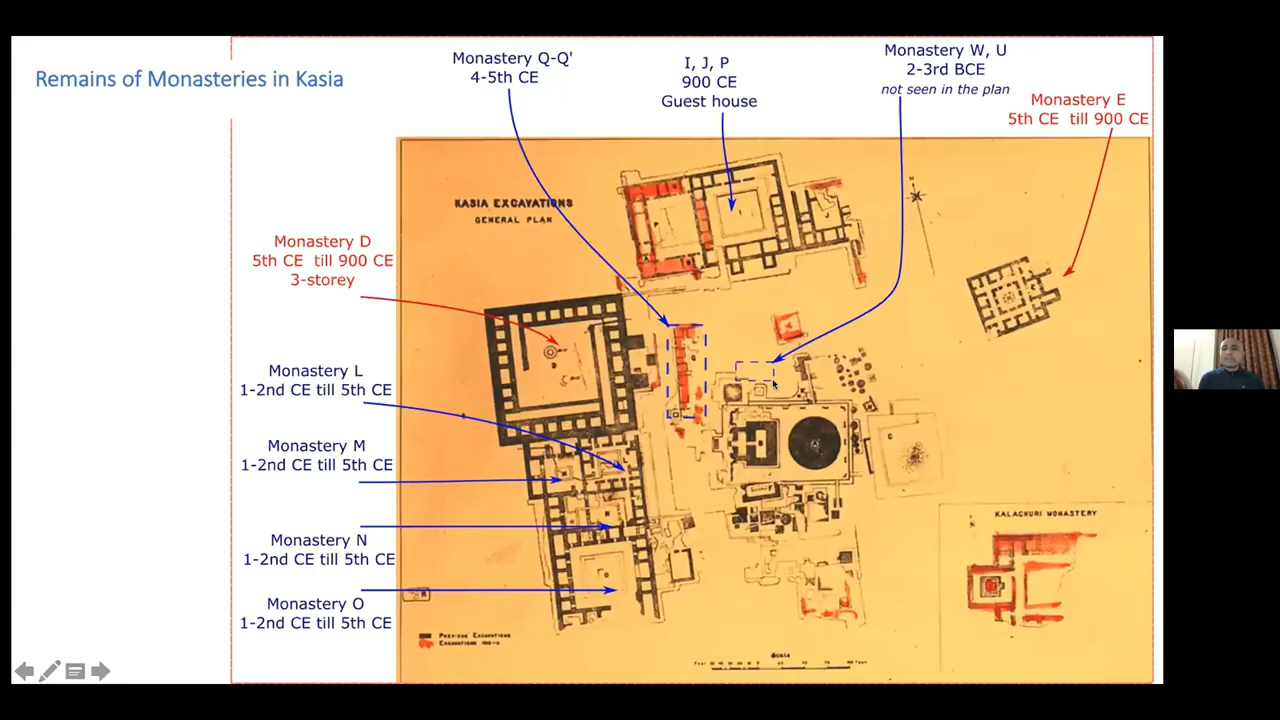 Remains of Monasteries in Kasia
Monastery Q-Q'
4-5th CE
I, J, P
900 CE
Guest house
Monastery W, U
2-3rd BCE
not seen in the plan
Monastery E
5th CE till 900 CE
KASIA EXCAVATIONS
GENERAL PLAN
Monastery D
5th CE till 900 CE
3-storey
Monastery L
1-2nd CE till 5th CE
Monastery M
1-2nd CE till 5th CE
Monastery N
1-2nd CE till 5th CE
Monastery O
1-2nd CE till 5th CE
KALACHURI MONASTERY
PREVIOUS EXCAVATIONS
Scale